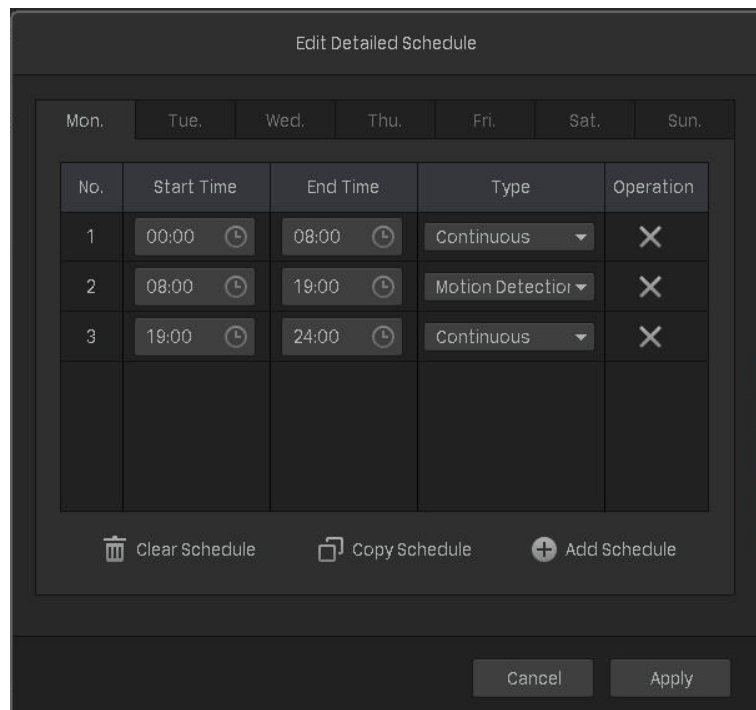 Edit Detailed Schedule
Mon. Tue. Wed. Thu. Fri. Sat. Sun.
No. Start Time End Time Type Operation
1 00:00 08:00 Continuous
2 08:00 19:00 Motion Detection
3 19:00 24:00 Continuous
Clear Schedule Copy Schedule Add Schedule
Cancel Apply